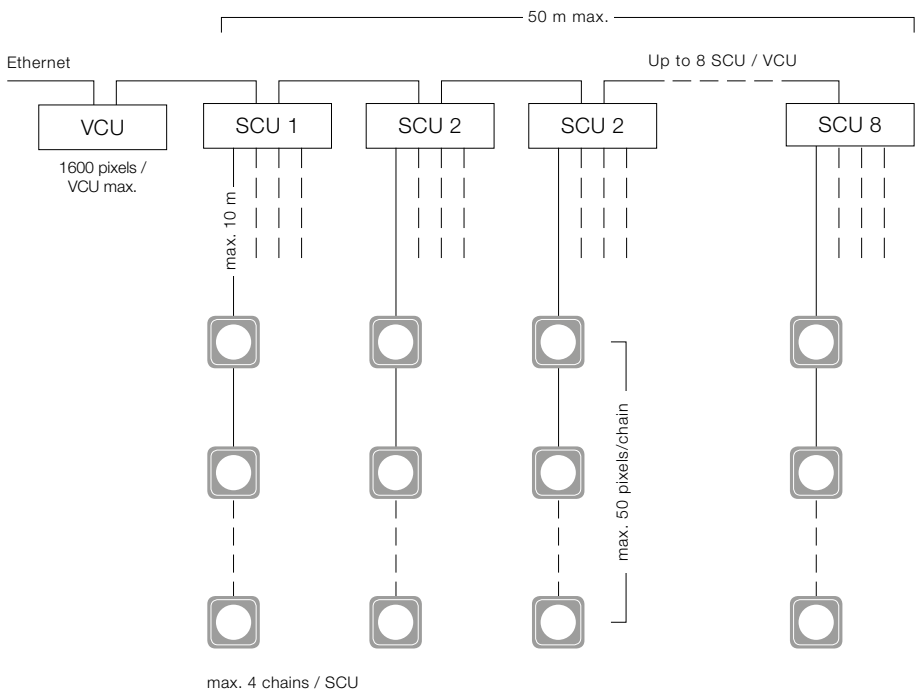 50 m max.
Ethernet
Up to 8 SCU / VCU
VCU
SCU 1
SCU 2
SCU 2
SCU 8
1600 pixels /
VCU max.
max. 10 m
max. 50 pixels/chain
max. 4 chains / SCU